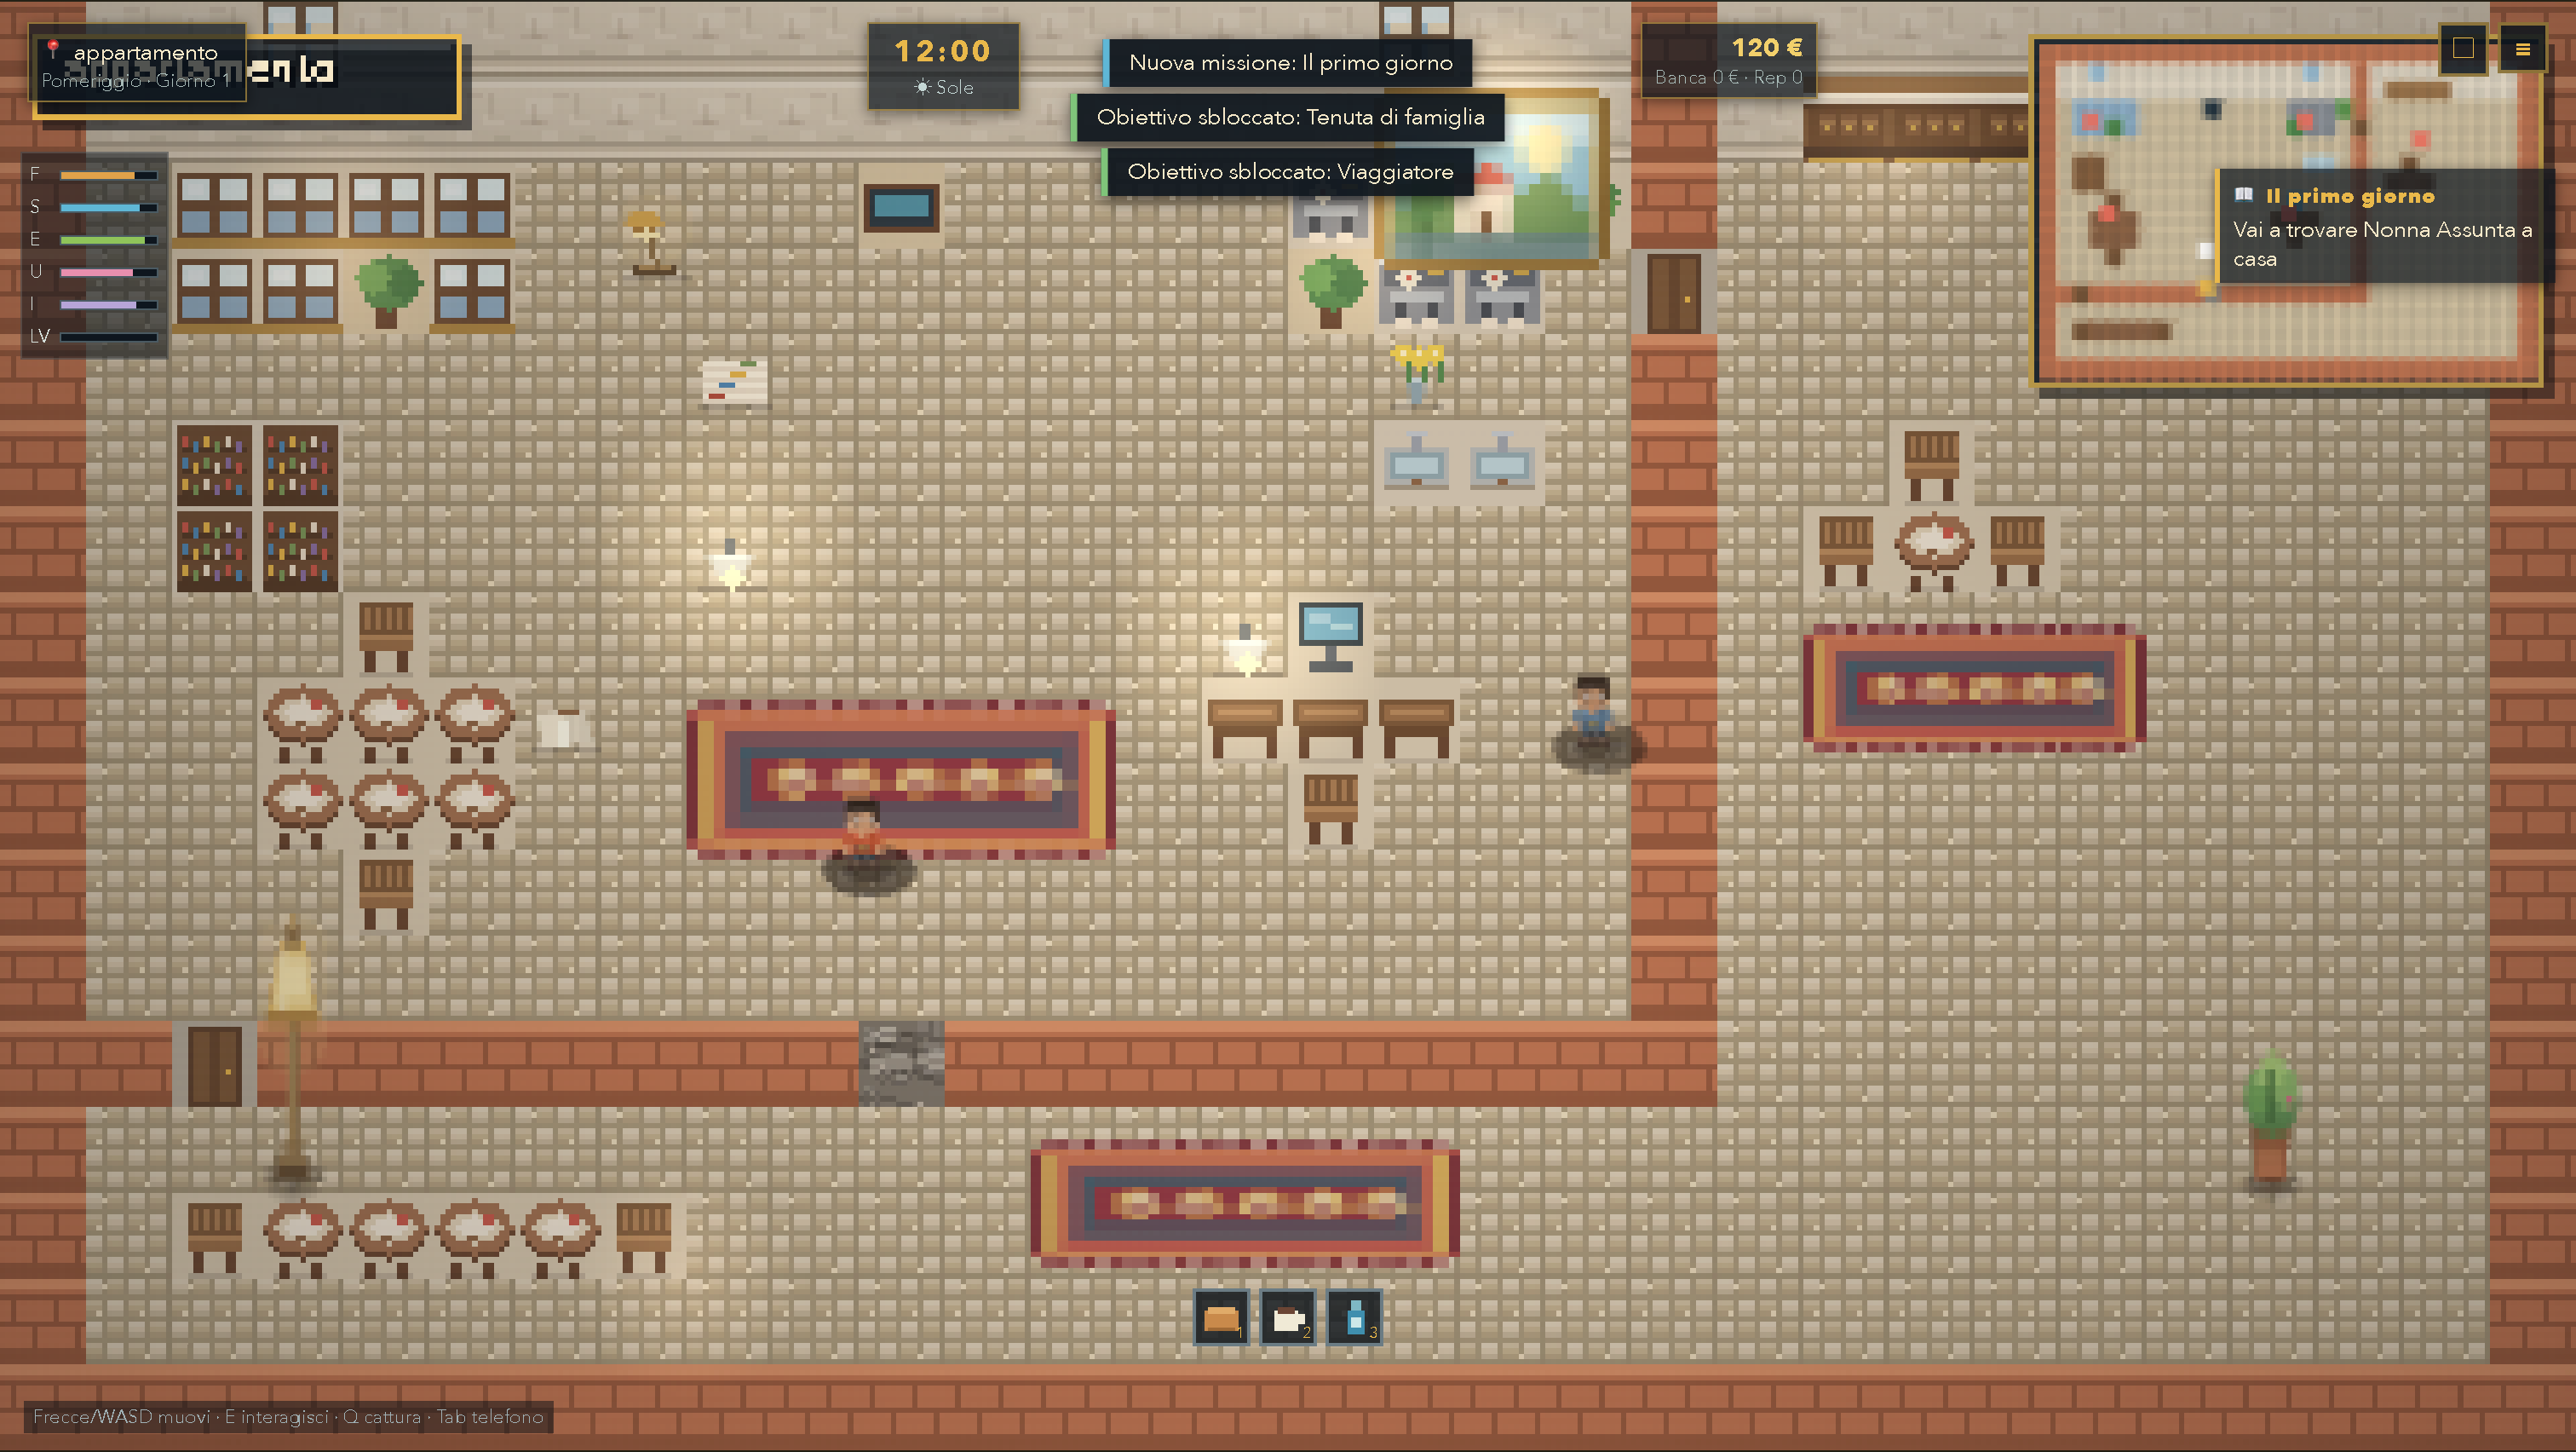 📍 appartamento
Pomeriggio · Giorno 1
12:00
☀ Sole
Nuova missione: Il primo giorno
Obiettivo sbloccato: Tenuta di famiglia
Obiettivo sbloccato: Viaggiatore
120 €
Banca 0 € · Rep 0
≡
📖 Il primo giorno
Vai a trovare Nonna Assunta a
casa
F
S
E
U
I
LV
1
2
3
Frecce/WASD muovi · E interagisci · Q cattura · Tab telefono